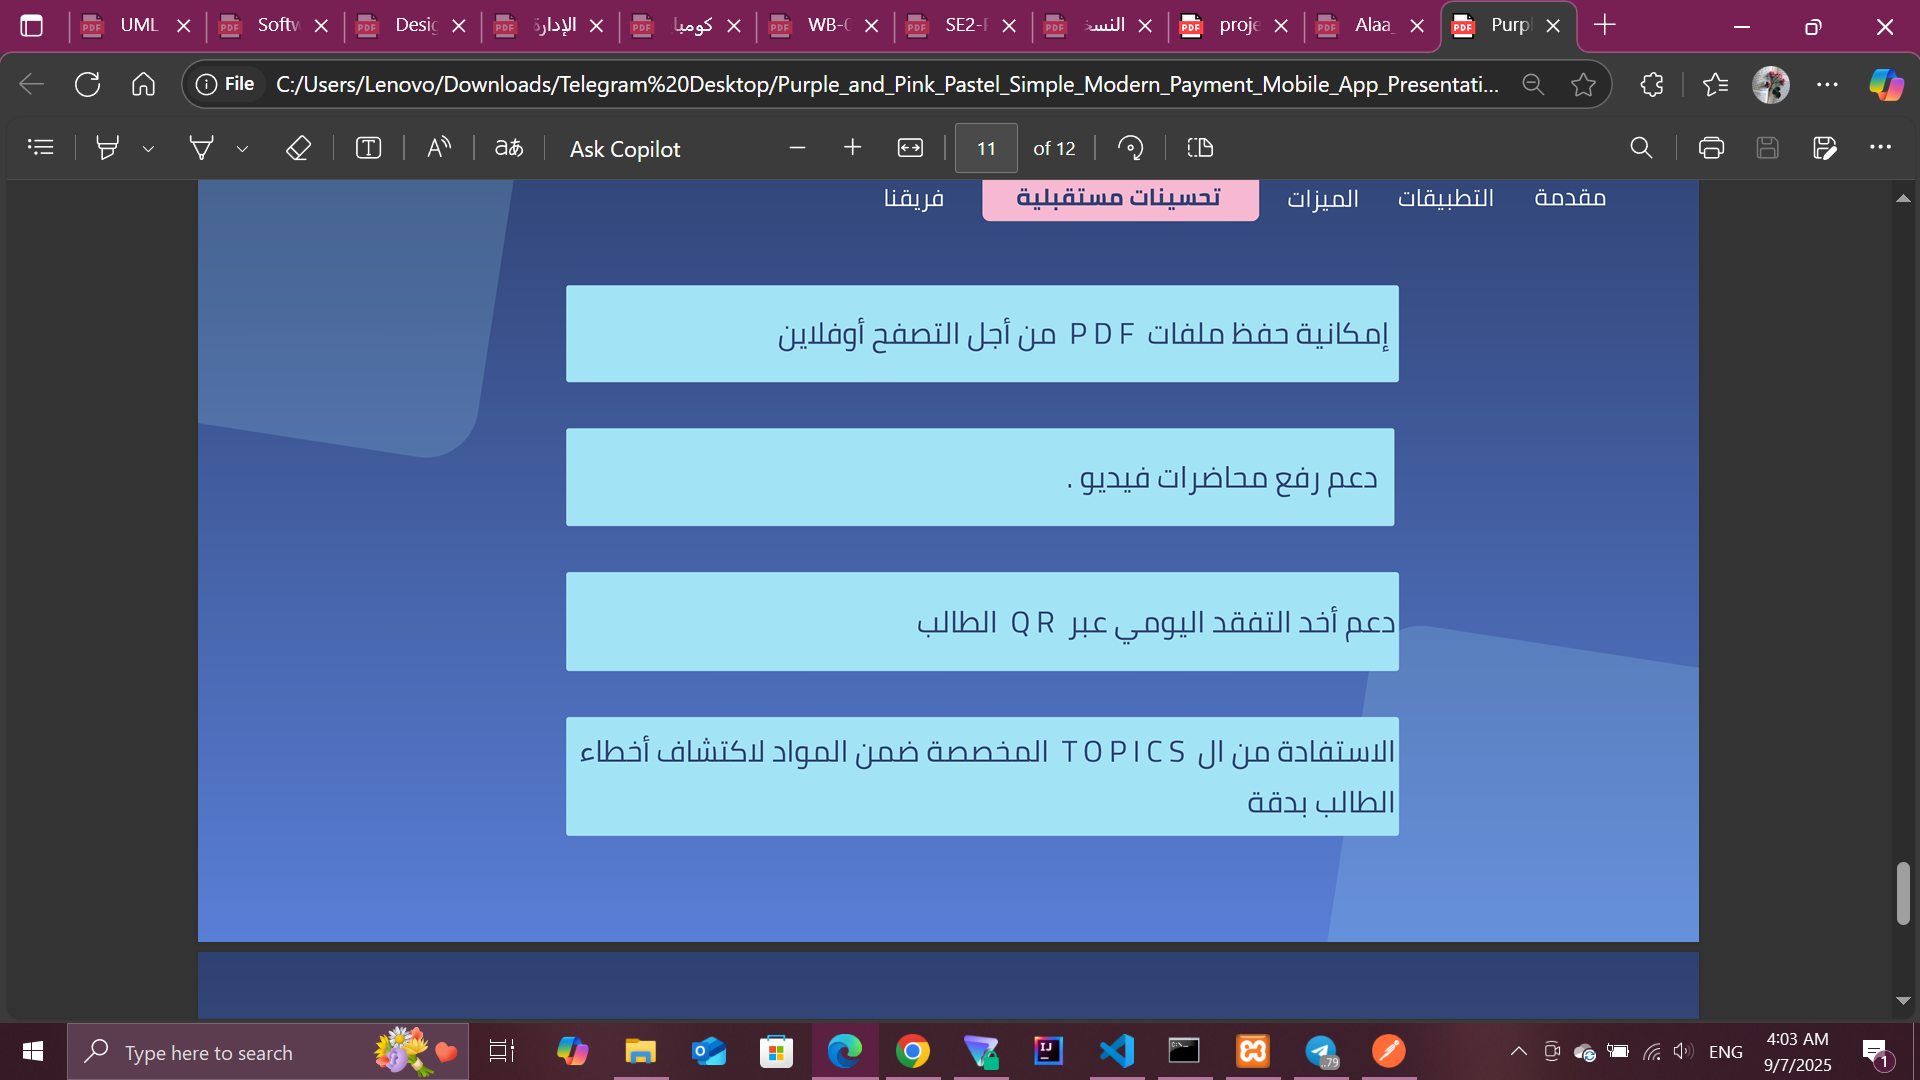 UML
Softw
Desig
الإدارة
كومبا
WB-0
SE2-F
النسخ
proje
Alaa_
Purpl
File
C:/Users/Lenovo/Downloads/Telegram%20Desktop/Purple_and_Pink_Pastel_Simple_Modern_Payment_Mobile_App_Presentati...
Ask Copilot
11 of 12
مقدمة التطبيقات الميزات تحسينات مستقبلية فريقنا
إمكانية حفظ ملفات PDF من أجل التصفح أوفلاين
دعم رفع محاضرات فيديو .
دعم أخد التفقد اليومي عبر QR الطالب
الاستفادة من ال TOPICS المخصصة ضمن المواد لاكتشاف أخطاء
الطالب بدقة
Type here to search
..79
ENG
4:03 AM
9/7/2025
1